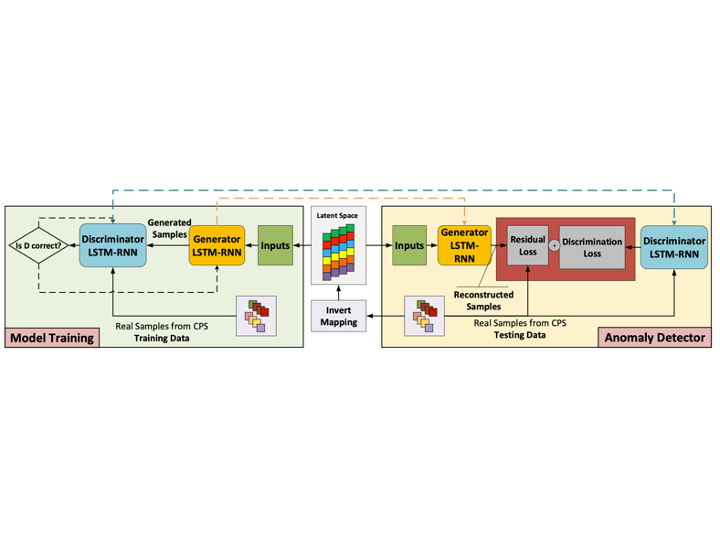 Is D correct?
Discriminator
LSTM-RNN
Generated
Samples
Generator
LSTM-RNN
Inputs
Real Samples from CPS
Training Data
Model Training
Latent Space
Invert
Mapping
Inputs
Generator
LSTM-
RNN
Reconstructed
Samples
Residual
Loss
Discrimination
Loss
Discriminator
LSTM-RNN
Real Samples from CPS
Testing Data
Anomaly Detector